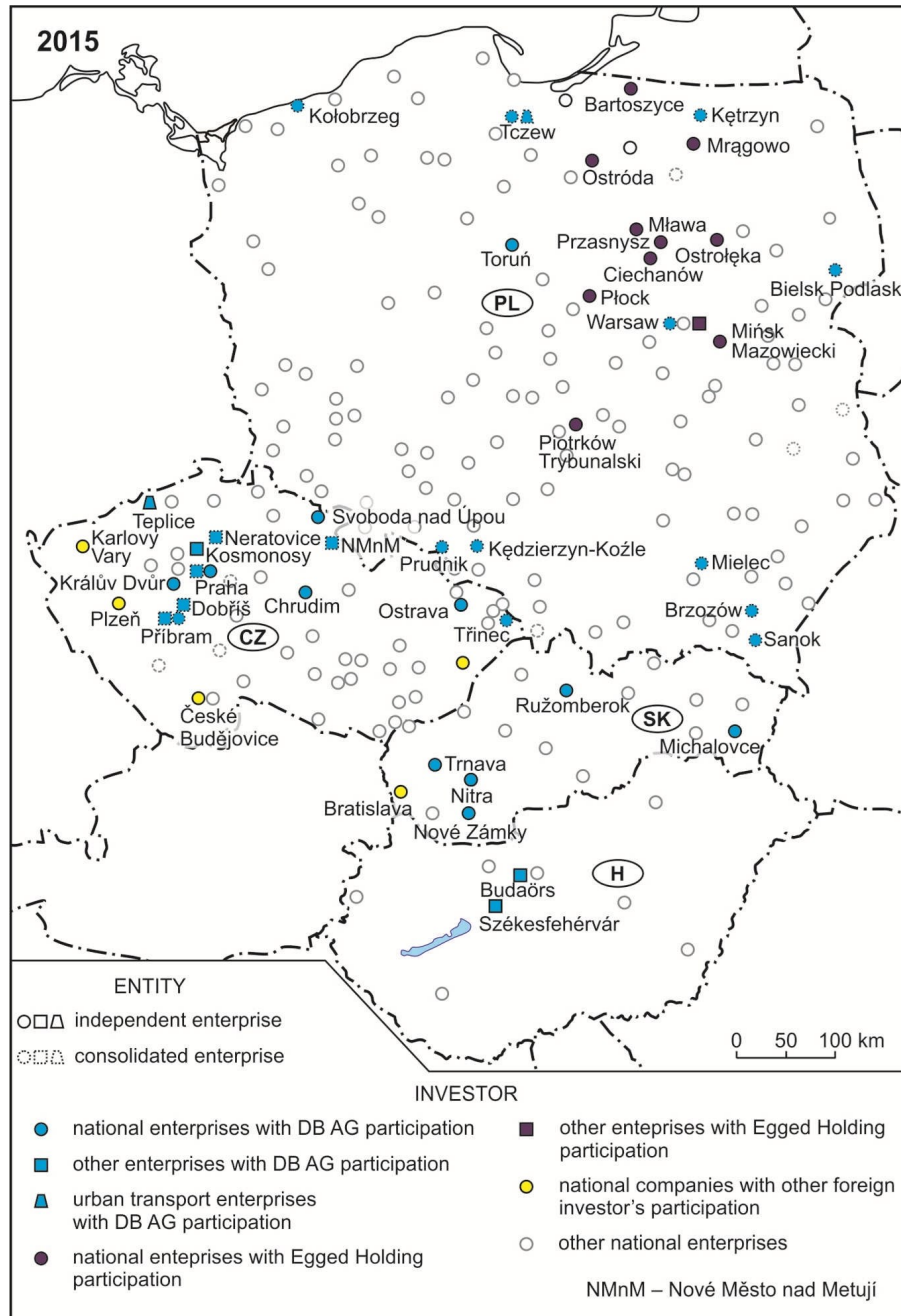 2015
Kołobrzeg
Tczew
Bartoszyce
Kętrzyn
Mrągowo
Ostróda
Toruń
Mława
Przasnysz
Ostrołęka
Ciechanów
Bielsk Podlask
Płock
PL
Warsaw
Mińsk
Mazowiecki
Piotrków
Trybunalski
Teplice
Svoboda nad Úpou
Karlovy
Vary
Neratovice
Kosmonosy
NMnM
Prudnik
Kędzierzyn-Koźle
Mielec
Králův Dvůr
Praha
Chrudim
Ostrava
Brzozów
Plzeň
Dobříš
Příbram
CZ
Třinec
Sanok
České
Budějovice
Ružomberok
SK
Michalovce
Trnava
Nitra
Bratislava
Nové Zámky
H
Budaörs
Székesfehérvár
ENTITY
independent enterprise
consolidated enterprise
0 50 100 km
INVESTOR
national enterprises with DB AG participation
other enterprises with DB AG participation
urban transport enterprises
with DB AG participation
national enteprises with Egged Holding
participation
other enteprises with Egged Holding
participation
national companies with other foreign
investor's participation
other national enterprises
NMnM – Nové Město nad Metují